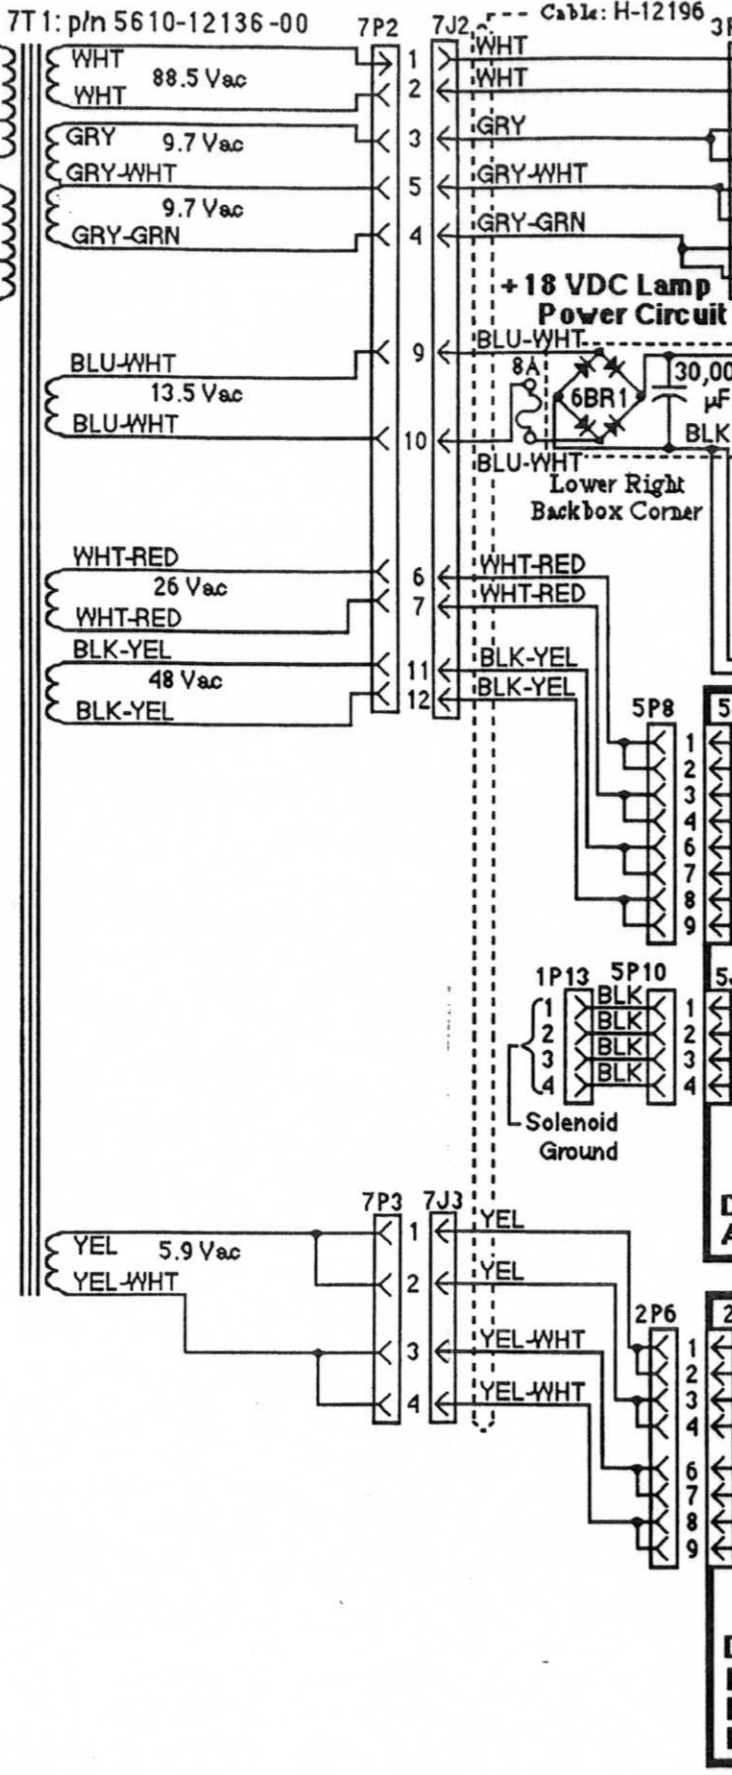 7T1: p/n 5610-12136-00
7P2
7J2
Cable: H-12196
WHT
88.5 Vac
WHT
1
2
WHT
WHT
GRY
9.7 Vac
3
GRY
GRY-WHT
5
GRY-WHT
9.7 Vac
GRY-GRN
4
GRY-GRN
+18 VDC Lamp
Power Circuit
BLU-WHT
13.5 Vac
BLU-WHT
9
10
BLU-WHT
8A
6BR1
30,00
µF
BLK
BLU-WHT
Lower Right
Backbox Corner
WHT-RED
26 Vac
WHT-RED
6
7
WHT-RED
WHT-RED
BLK-YEL
48 Vac
BLK-YEL
11
12
BLK-YEL
BLK-YEL
5P8
5
1
2
3
4
6
7
8
9
1P13
5P10
5J
1
2
3
4
BLK
BLK
BLK
BLK
1
2
3
4
Solenoid
Ground
7P3
7J3
YEL
5.9 Vac
YEL-WHT
1
2
3
4
YEL
YEL
YEL-WHT
YEL-WHT
2P6
2
1
2
3
4
6
7
8
9